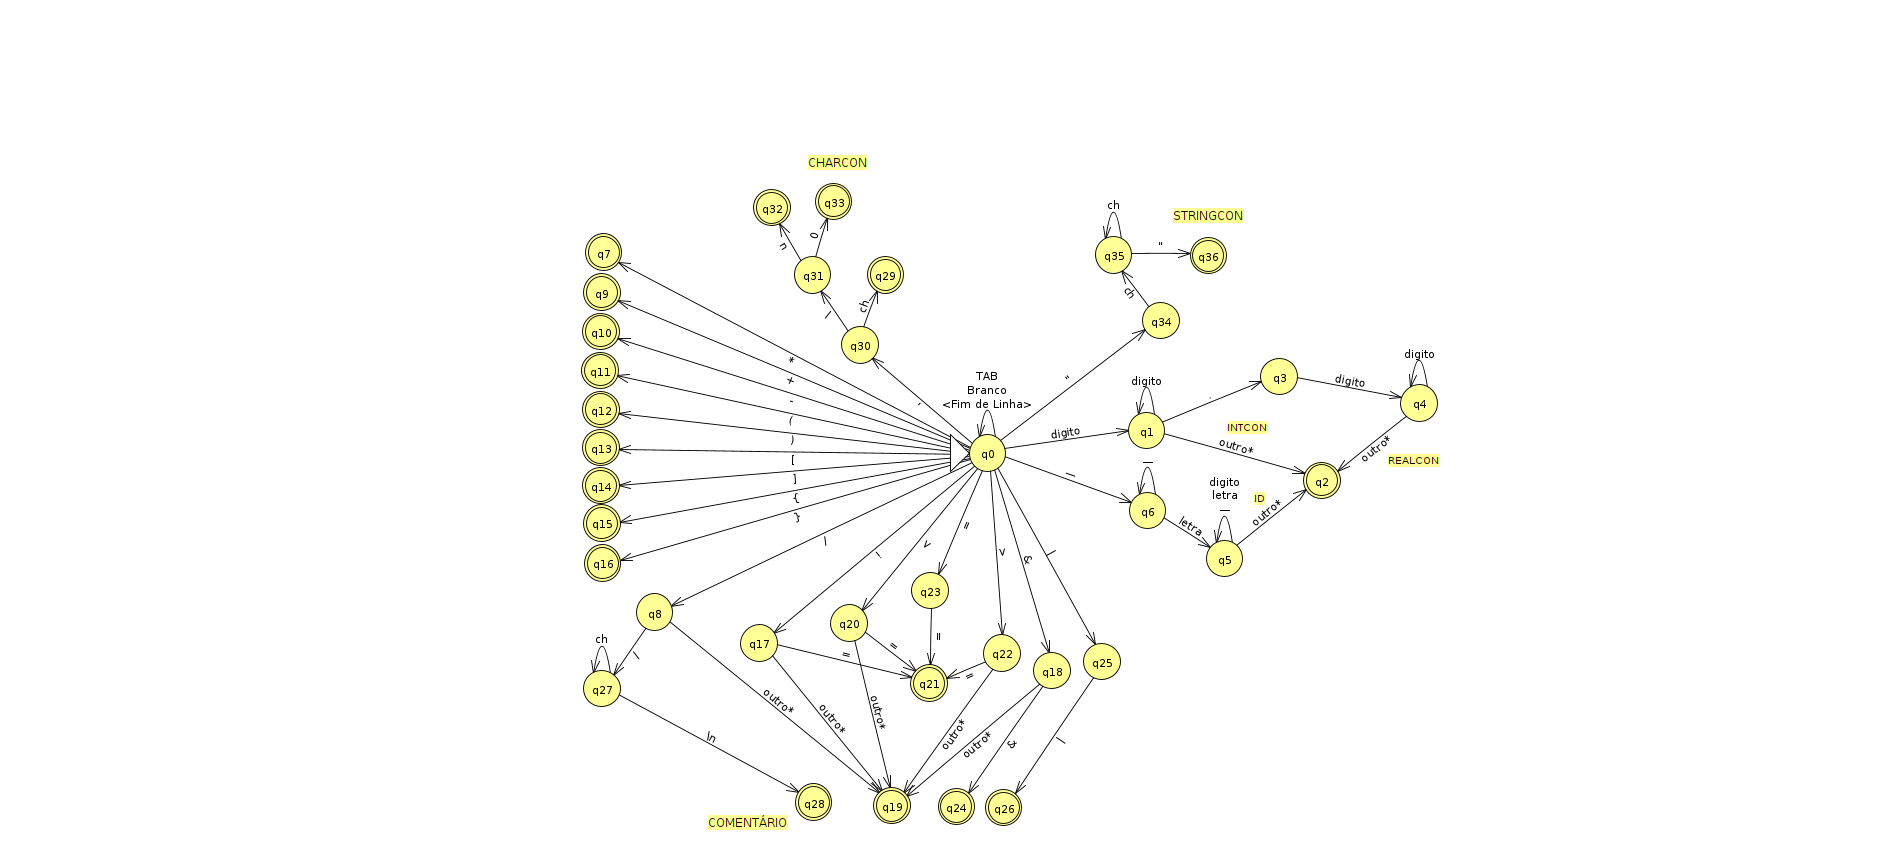 CHARCON
q32
q33
n
0
q31
q29
\
ch
q30
'
STRINGCON
ch
q35
"
q36
ch
q34
"
q7
q9
q10
q11
q12
q13
q14
q15
q16
*
+
-
(
)
[
]
{
}
TAB
Branco
<Fim de Linha>
q0
digito
digito
q1
.
q3
digito
digito
q4
INTCON
outro*
outro*
REALCON
q2
_
_
q6
letra
digito
letra
_
q5
ID
outro*
/
!
=
&
|
q8
q17
q20
q23
q22
q18
q25
ch
/
q27
=
=
=
=
q21
outro*
outro*
outro*
outro*
outro*
&
|
\n
q28
q19
q24
q26
COMENTÁRIO